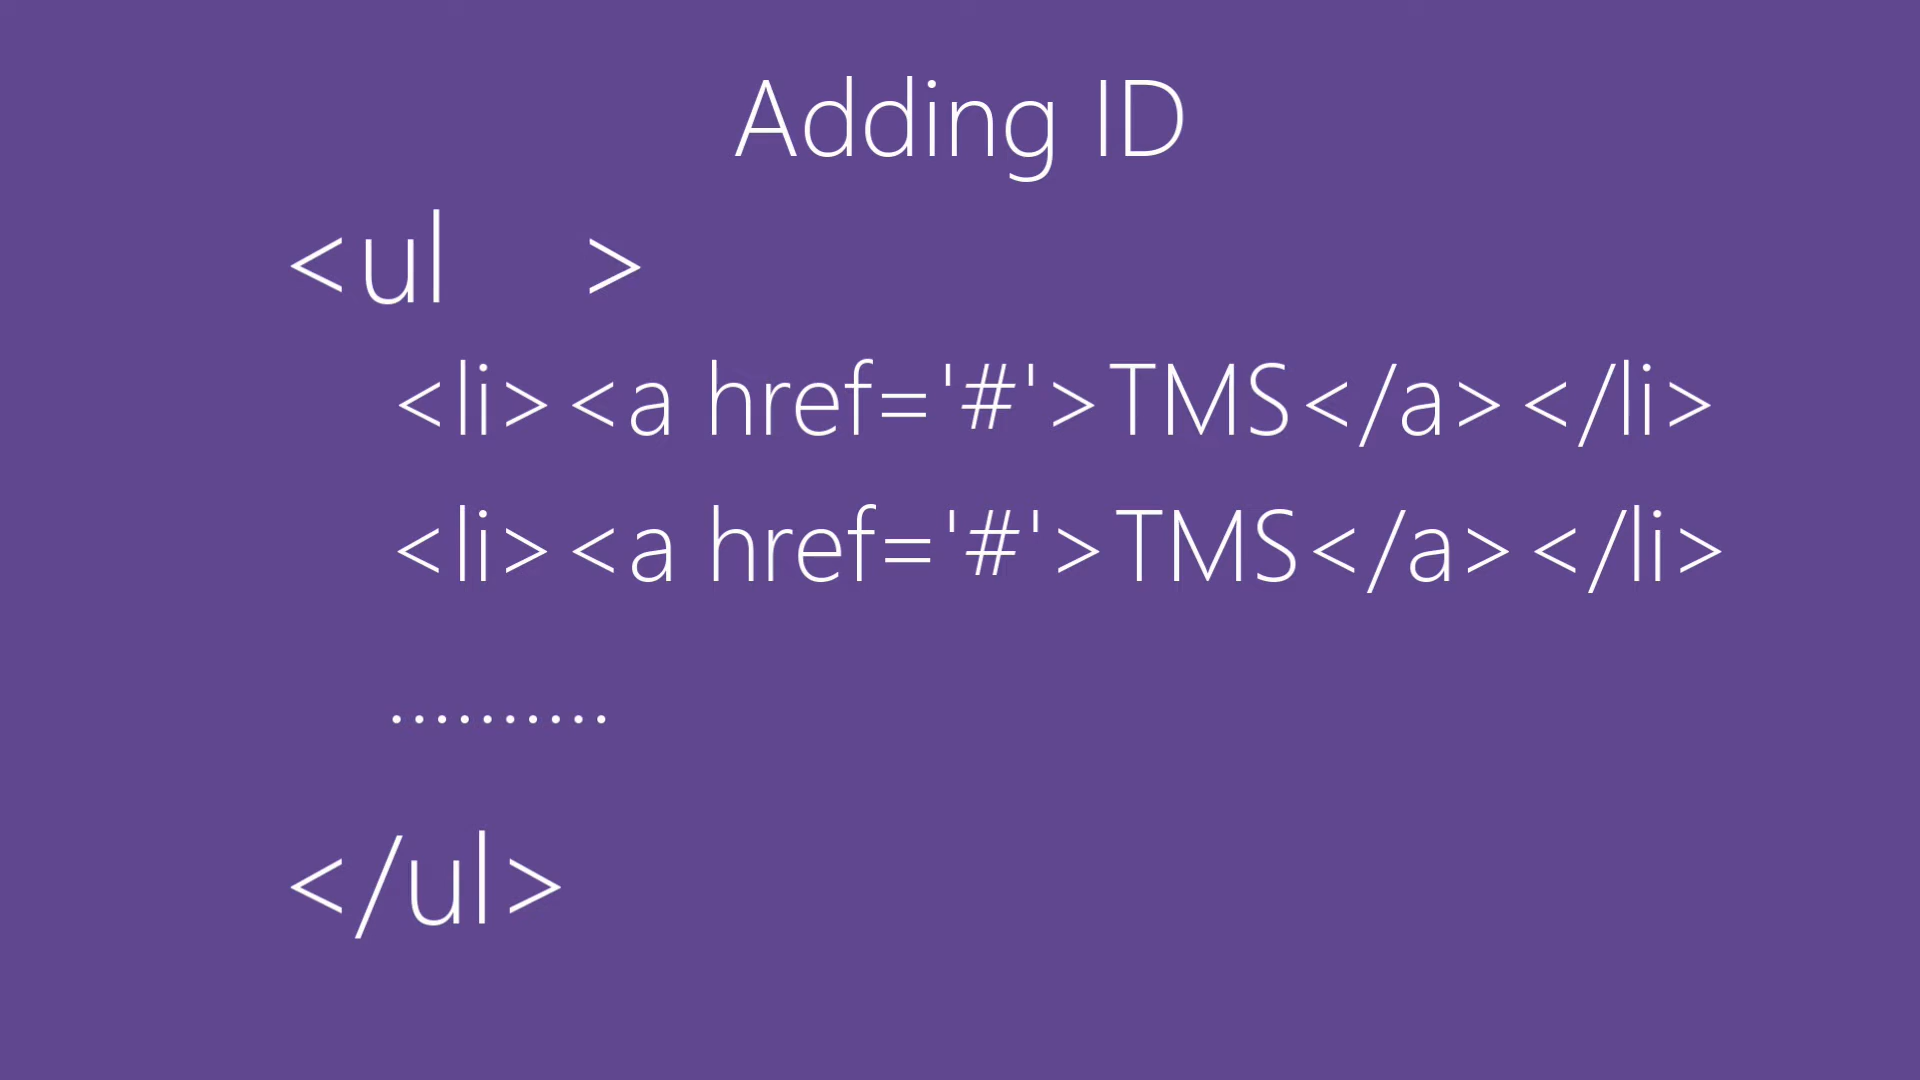 Adding ID
<ul    >
<li><a href='#'>TMS</a></li>
<li><a href='#'>TMS</a></li>
..........
</ul>